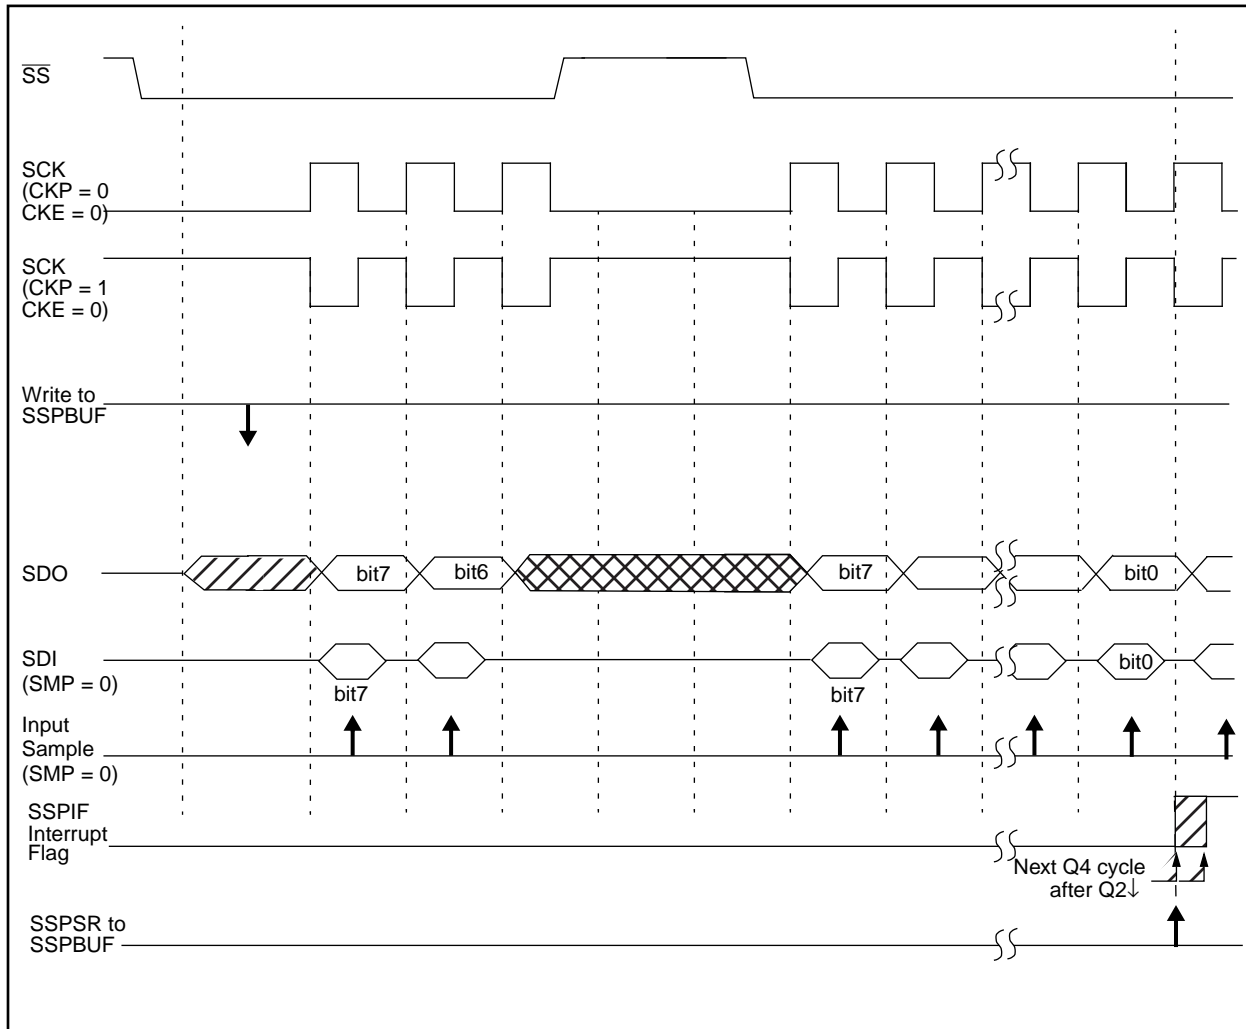 SS
SCK
(CKP = 0
CKE = 0)
SCK
(CKP = 1
CKE = 0)
Write to
SSPBUF
SDO
bit7
bit6
bit7
bit0
SDI
(SMP = 0)
bit7
bit7
bit0
Input
Sample
(SMP = 0)
SSPIF
Interrupt
Flag
Next Q4 cycle
after Q2↓
SSPSR to
SSPBUF